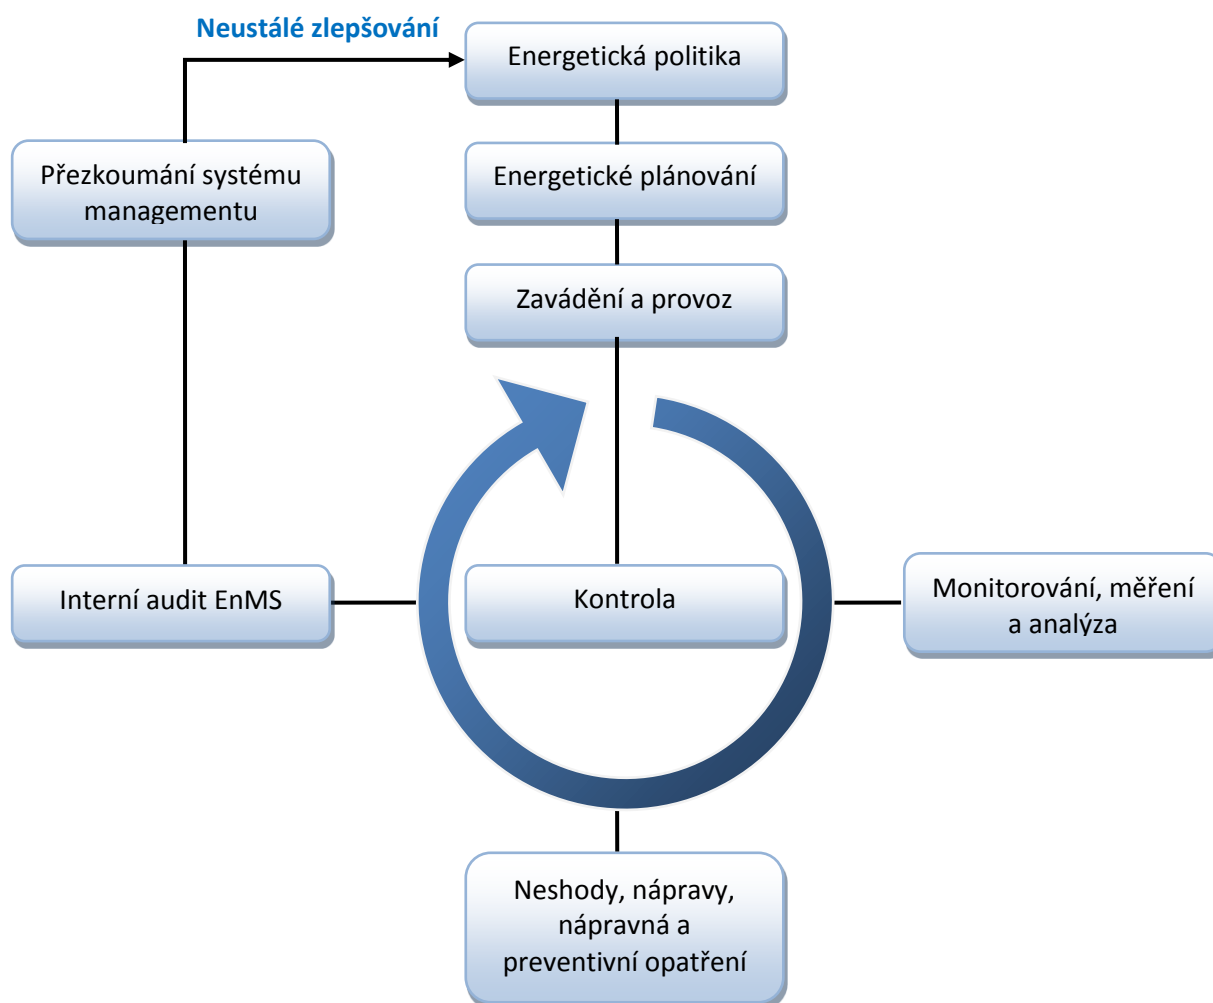 Neustálé zlepšování
Energetická politika
Přezkoumání systému
managementu
Energetické plánování
Zavádění a provoz
Interní audit EnMS
Kontrola
Monitorování, měření
a analýza
Neshody, nápravy,
nápravná a
preventivní opatření